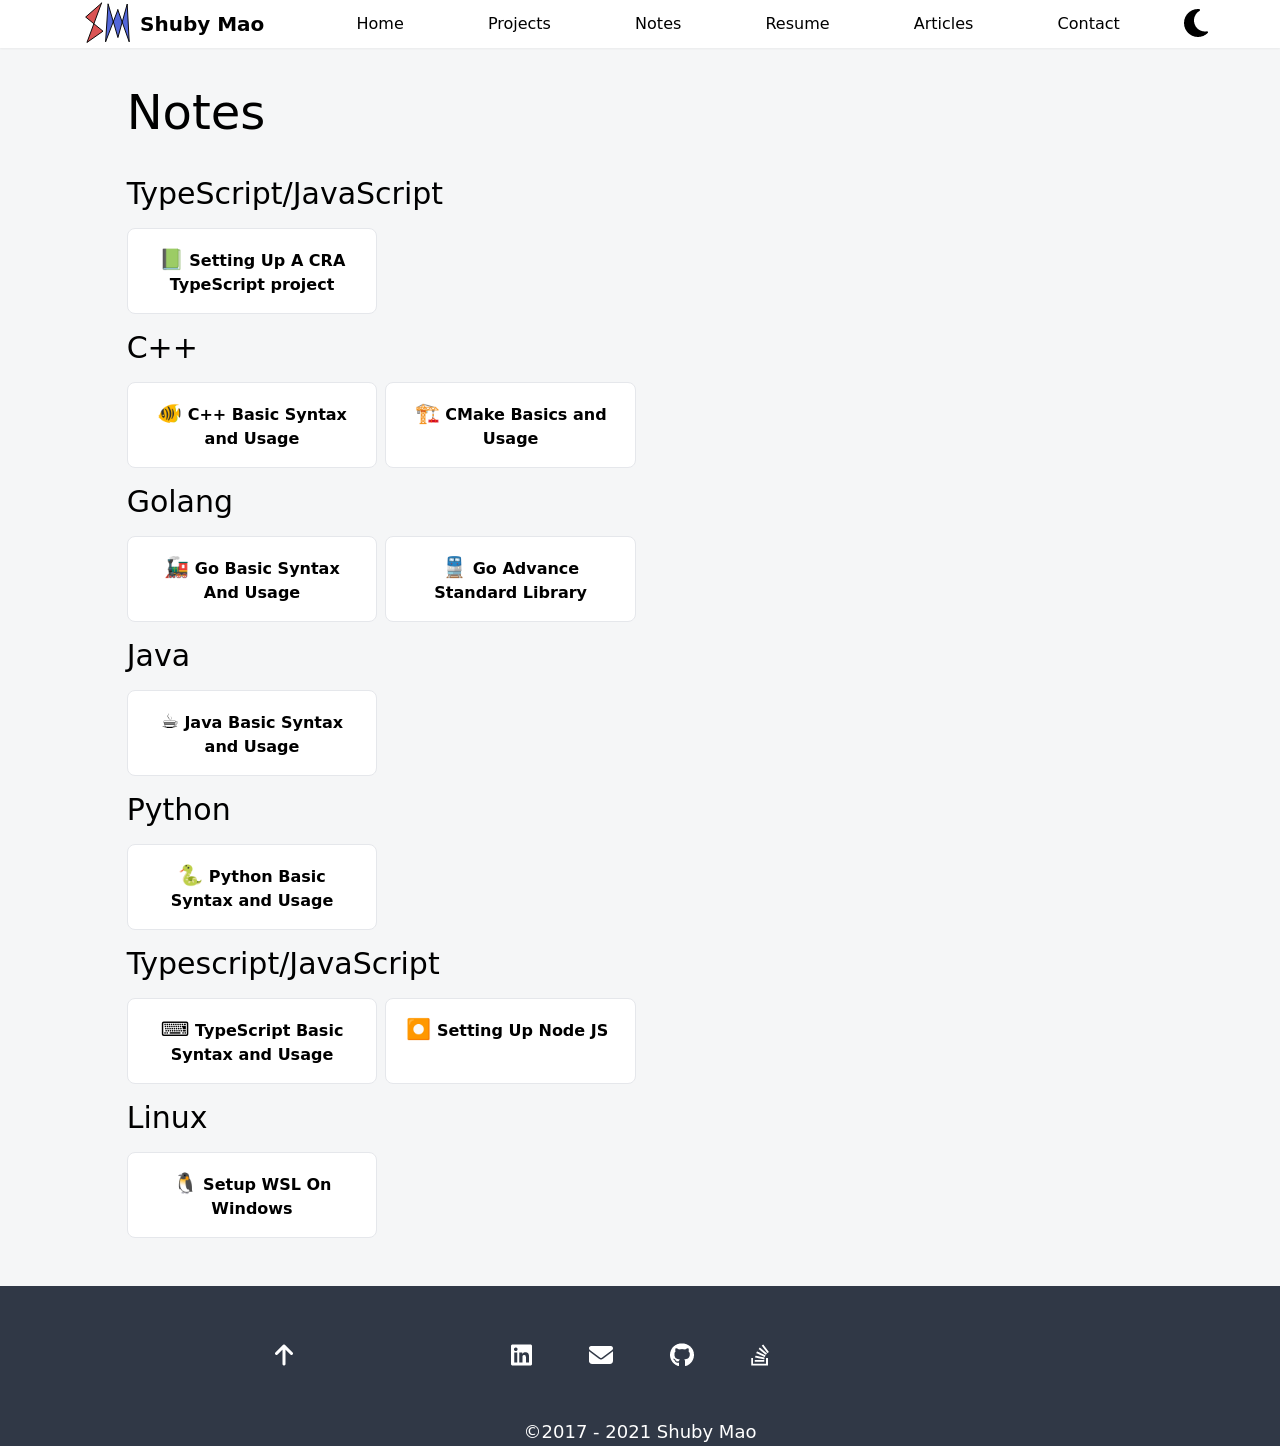 Shuby Mao Home Projects Notes Resume Articles Contact
Notes
TypeScript/JavaScript
📗 Setting Up A CRA
TypeScript project
C++
🐠 C++ Basic Syntax
and Usage
🏗️ CMake Basics and
Usage
Golang
🚂 Go Basic Syntax
And Usage
🚆 Go Advance
Standard Library
Java
☕ Java Basic Syntax
and Usage
Python
🐍 Python Basic
Syntax and Usage
Typescript/JavaScript
⌨ TypeScript Basic
Syntax and Usage
⏺️ Setting Up Node JS
Linux
🐧 Setup WSL On
Windows
©2017 - 2021 Shuby Mao